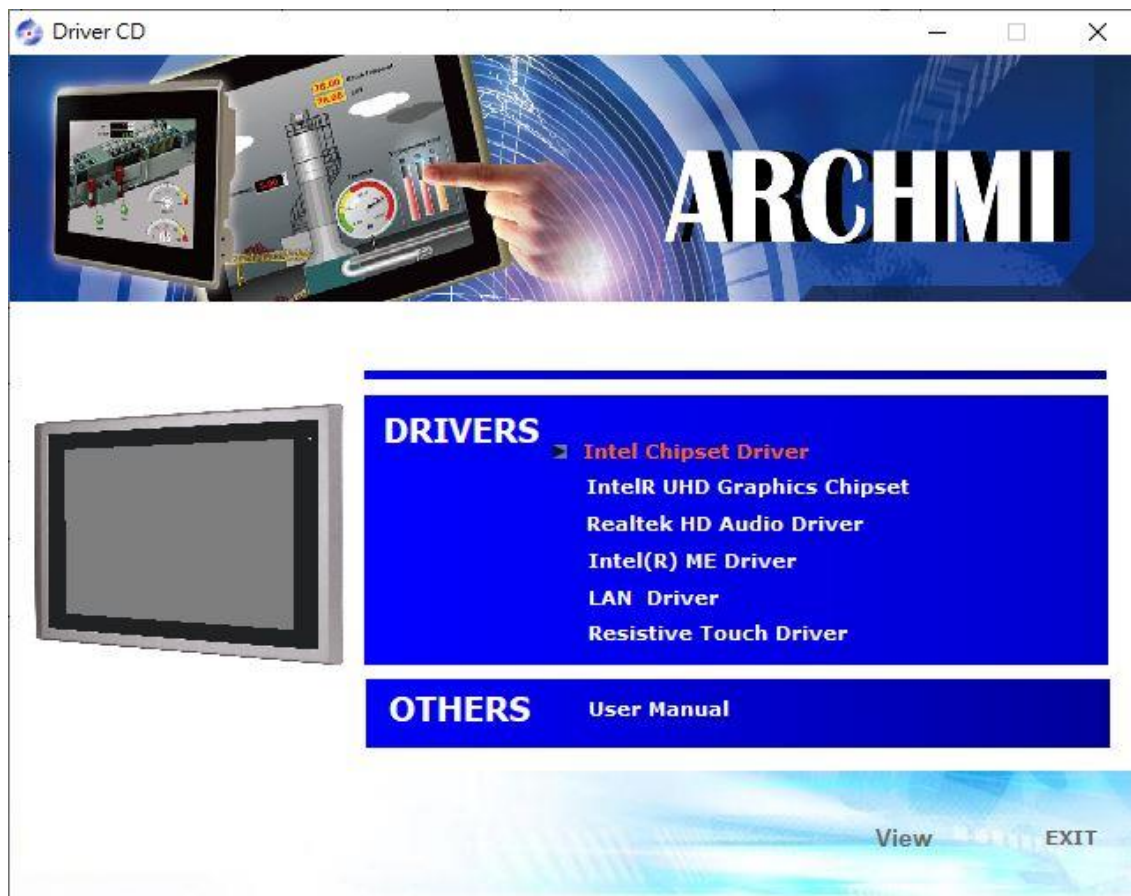 Driver CD
ARCHMI
DRIVERS
Intel Chipset Driver
IntelR UHD Graphics Chipset
Realtek HD Audio Driver
Intel(R) ME Driver
LAN Driver
Resistive Touch Driver
OTHERS
User Manual
View
EXIT